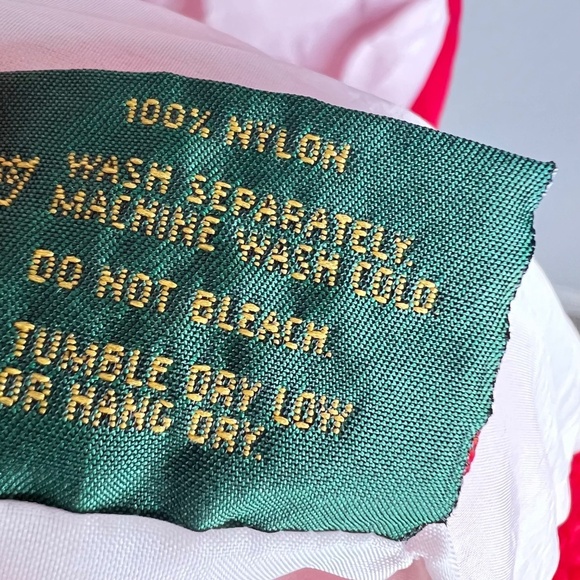 100% NYLON
WASH SEPARATELY.
MACHINE WASH COLD.
DO NOT BLEACH.
TUMBLE DRY LOW
OR HANG DRY.